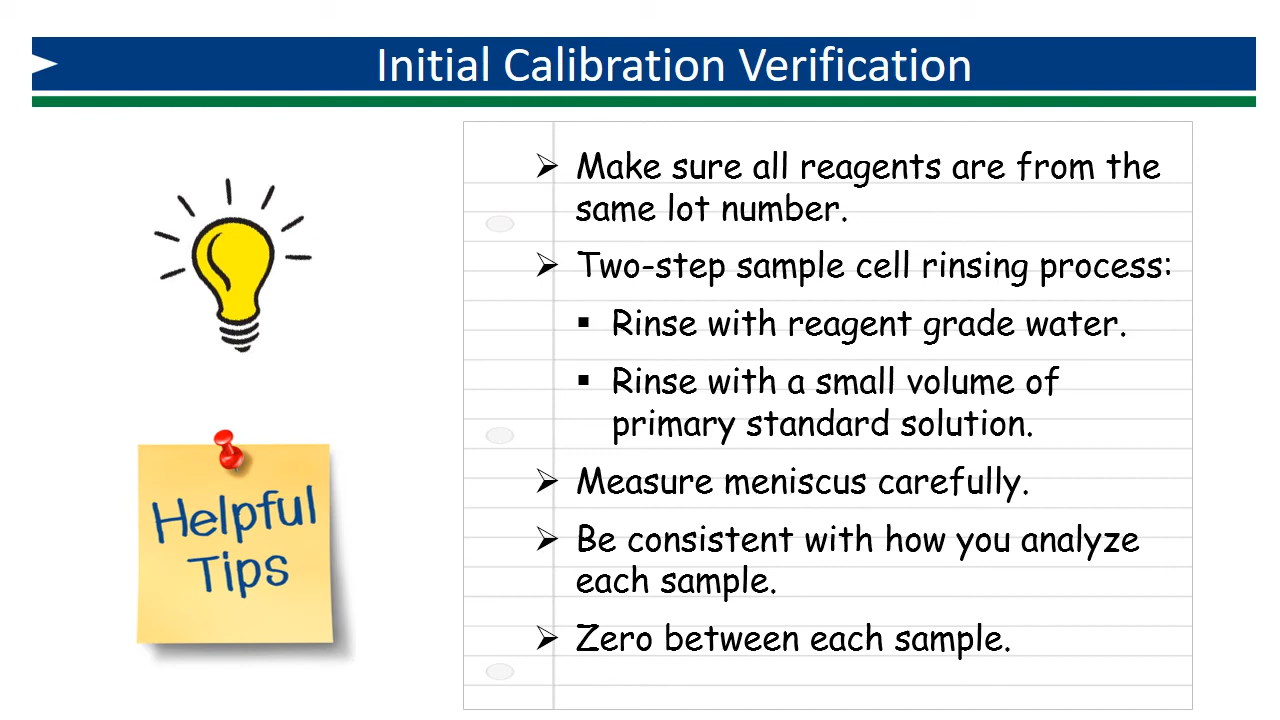 Initial Calibration Verification
➢ Make sure all reagents are from the
same lot number.
➢ Two-step sample cell rinsing process:
▪ Rinse with reagent grade water.
▪ Rinse with a small volume of
primary standard solution.
➢ Measure meniscus carefully.
➢ Be consistent with how you analyze
each sample.
➢ Zero between each sample.
Helpful
Tips